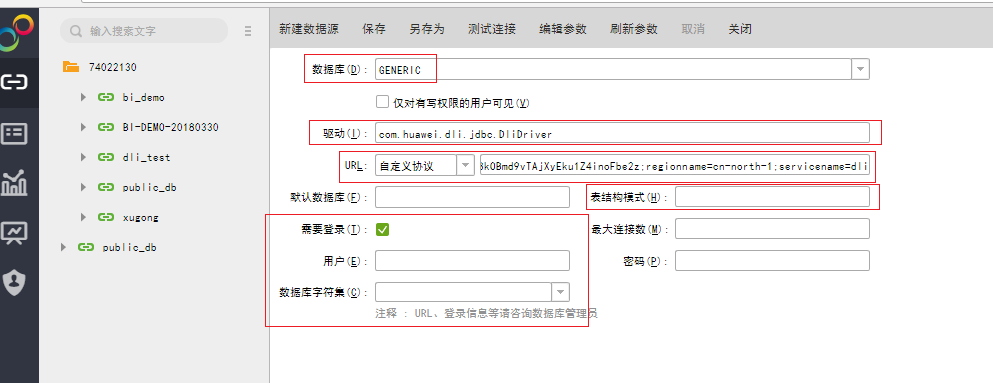 输入搜素文字
新建数据源 保存 另存为 测试连接 编辑参数 刷新参数 取消 关闭
74022130
bi_demo
BI-DEMO-20180330
dli_test
public_db
xugong
public_db
数据库(D): GENERIC
仅对有写权限的用户可见(V)
驱动(I): com.huawei.dli.jdbc.DliDriver
URL: 自定义协议 kOBmd9vTAjXyEku1Z4inoFbe2z;regionname=cn-north-1;servicename=dli
默认数据库(F): 表结构模式(H):
需要登录(T): 最大连接数(M):
用户(E): 密码(P):
数据库字符集(C):
注释 : URL、登录信息等请咨询数据库管理员